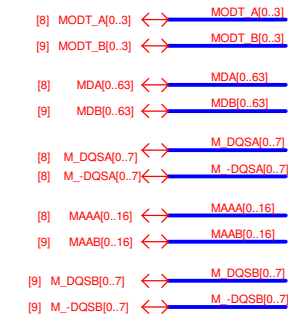 [8] MODT_A[0..3] MODT_A[0..3]
[9] MODT_B[0..3] MODT_B[0..3]
[8] MDA[0..63] MDA[0..63]
[9] MDB[0..63] MDB[0..63]
[8] M_DQSA[0..7] M_DQSA[0..7]
[8] M_-DQSA[0..7] M_-DQSA[0..7]
[8] MAAA[0..16] MAAA[0..16]
[9] MAAB[0..16] MAAB[0..16]
[9] M_DQSB[0..7] M_DQSB[0..7]
[9] M_-DQSB[0..7] M_-DQSB[0..7]